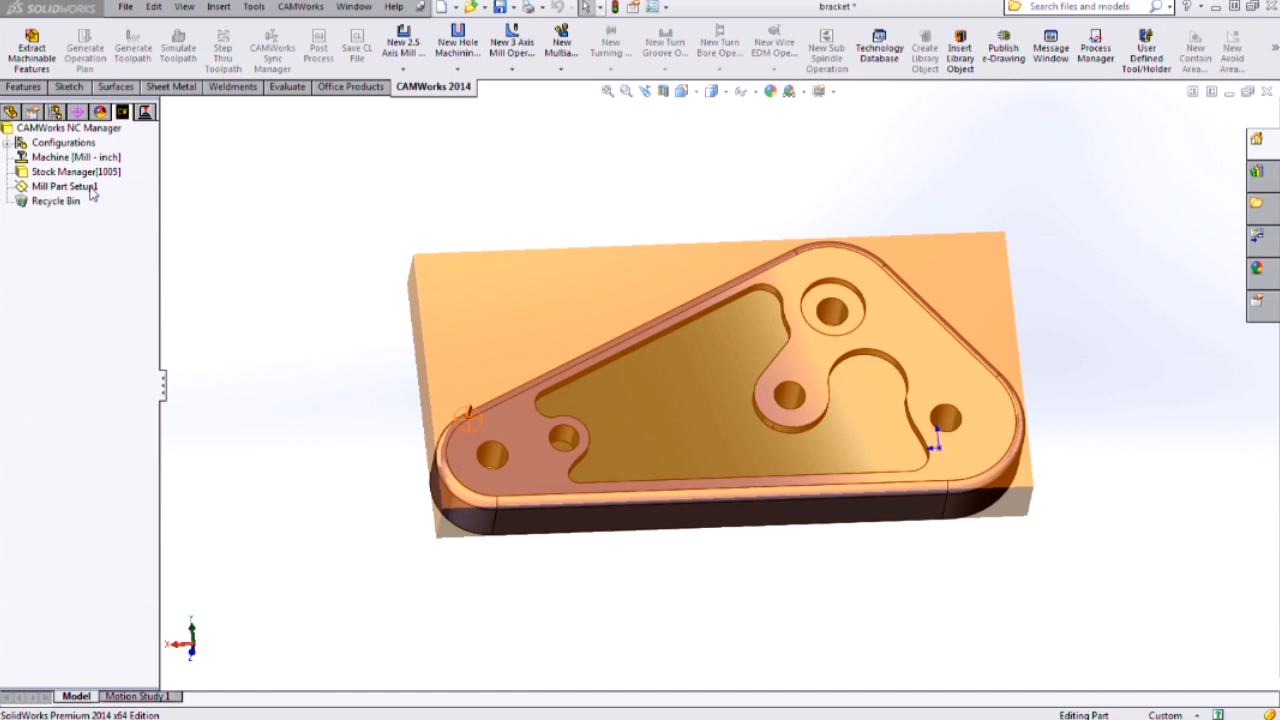 SOLIDWORKS File Edit View Insert Tools CAMWorks Window Help bracket * Search files and models
Extract Machinable Features
Generate Operation Plan
Generate Toolpath
Simulate Toolpath
Step Thru Toolpath
CAMWorks Sync Manager
Post Process
Save CL File
New 2.5 Axis Mill ...
New Hole Machinin...
New 3 Axis Mill Oper...
New Multia...
New Turning ...
New Turn Groove O...
New Turn Bore Ope...
New Wire EDM Oper...
New Sub Spindle Operation
Technology Database
Create Library Object
Insert Library Object
Publish e-Drawing
Message Window
Process Manager
User Defined Tool/Holder
New Contain Area...
New Avoid Area...
Features Sketch Surfaces Sheet Metal Weldments Evaluate Office Products CAMWorks 2014
CAMWorks NC Manager
Configurations
Machine [Mill - inch]
Stock Manager[1005]
Mill Part Setup1
Recycle Bin
Y
X
Z
Model Motion Study 1
SolidWorks Premium 2014 x64 Edition Editing Part Custom